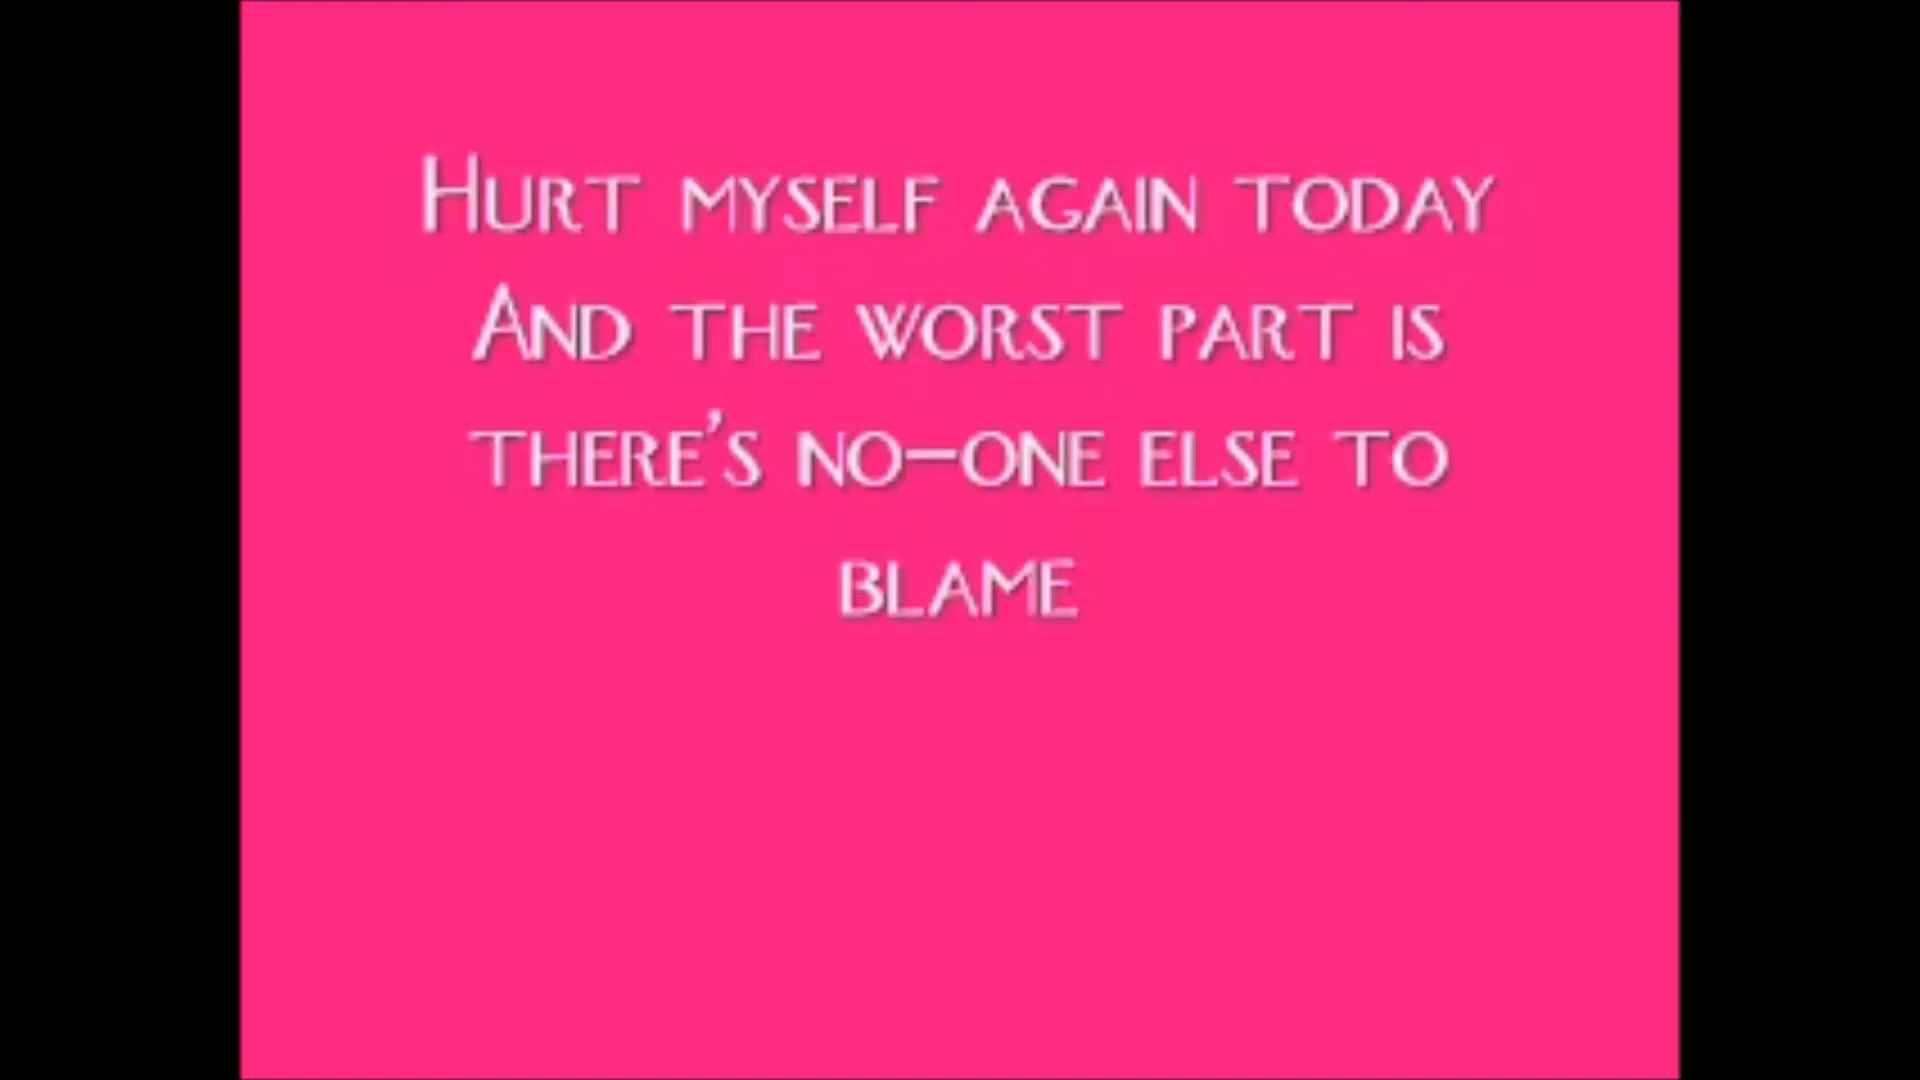 Hurt myself again today
And the worst part is
there's no-one else to
blame